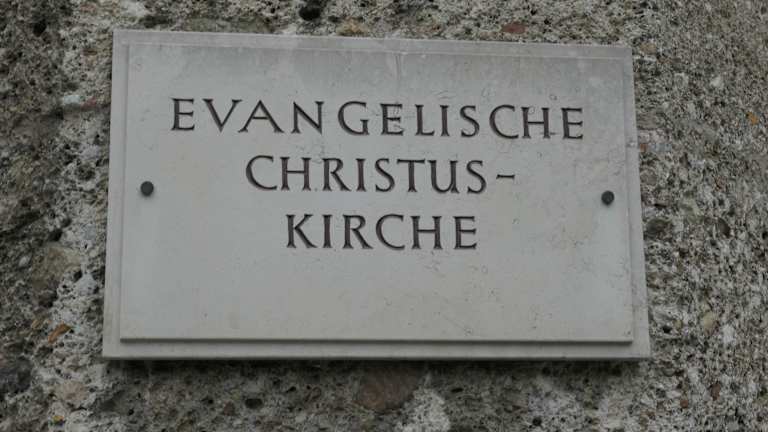 EVANGELISCHE
CHRISTUS-
KIRCHE